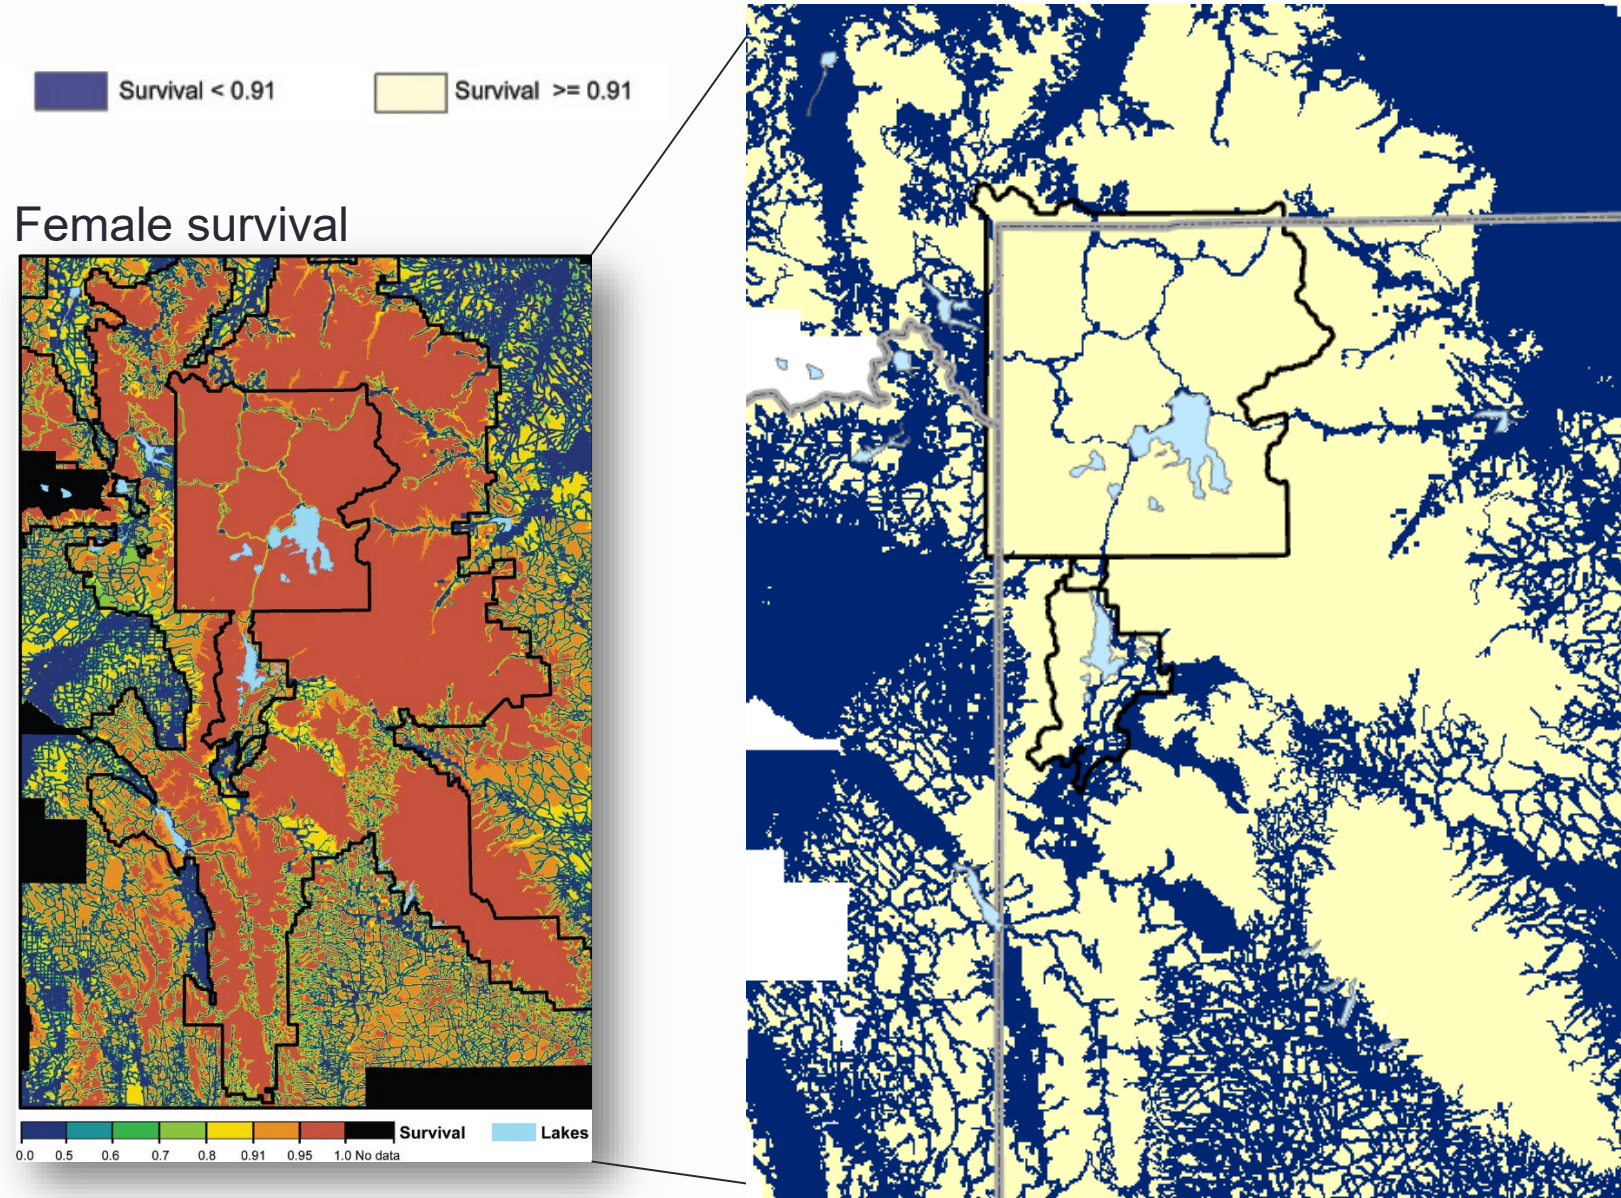 Survival < 0.91
Survival >= 0.91
Female survival
Survival
Lakes
0.0 0.5 0.6 0.7 0.8 0.91 0.95 1.0 No data